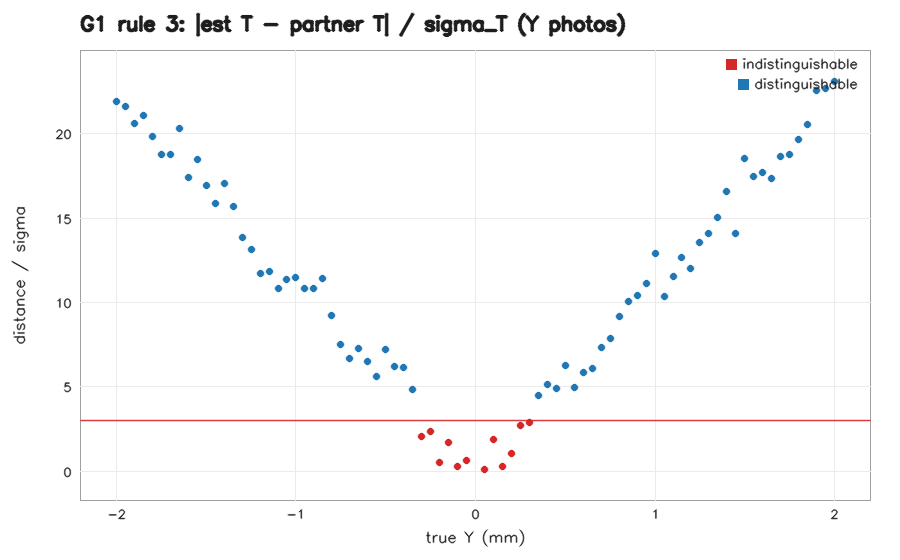 G1 rule 3: |est T − partner T| / sigma_T (Y photos)
indistinguishable
distinguishable
distance / sigma
20
15
10
5
0
−2
−1
0
1
2
true Y (mm)